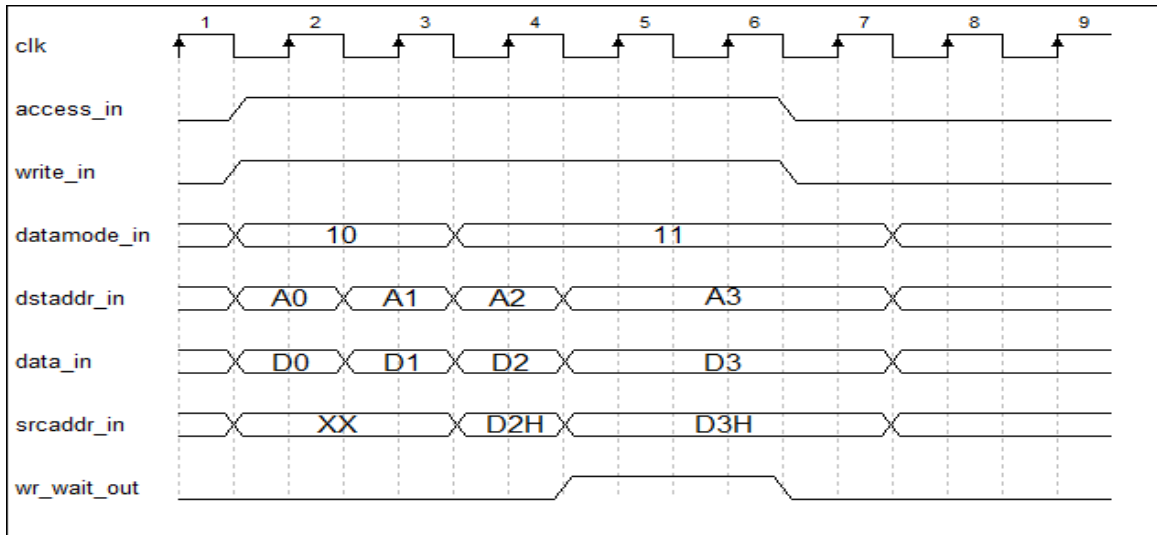 1 2 3 4 5 6 7 8 9
clk
access_in
write_in
datamode_in 10 11
dstaddr_in A0 A1 A2 A3
data_in D0 D1 D2 D3
srcaddr_in XX D2H D3H
wr_wait_out